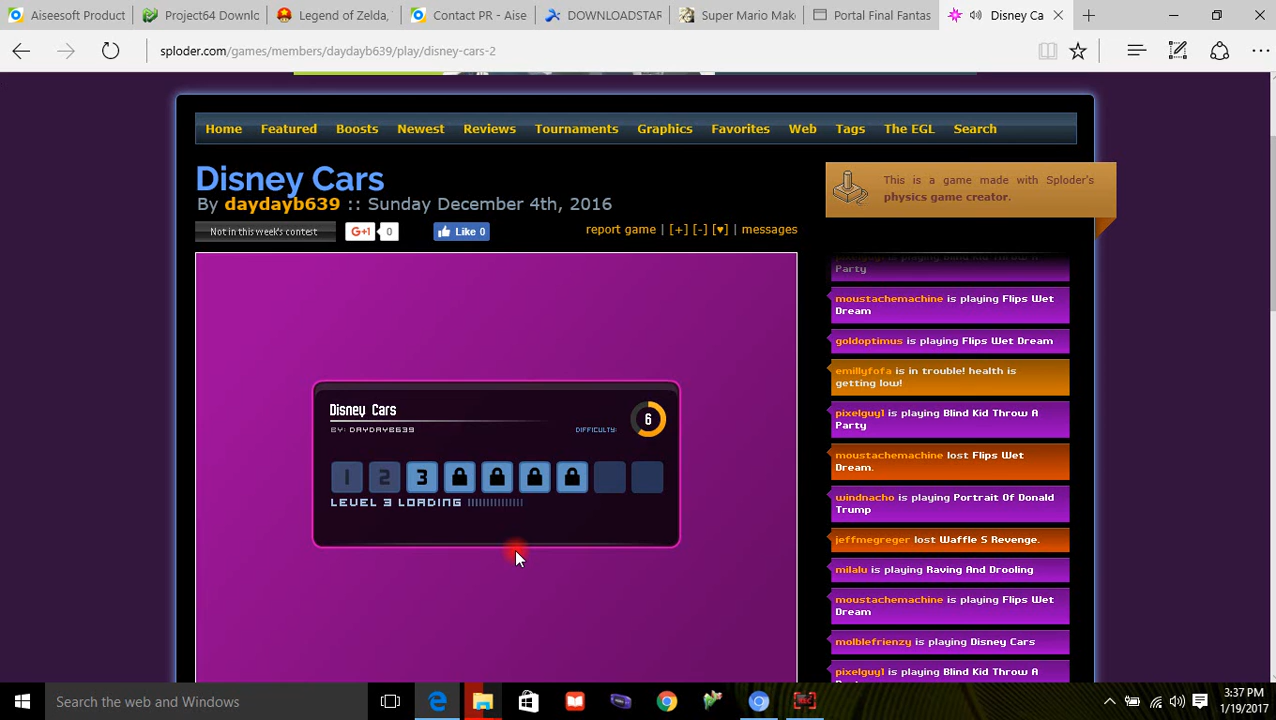 Aiseesoft Product
Project64 Downlo
Legend of Zelda,
Contact PR - Aise
DOWNLOADSTAR
Super Mario Make
Portal Final Fantas
Disney Ca
sploder.com/games/members/daydayb639/play/disney-cars-2
Home Featured Boosts Newest Reviews Tournaments Graphics Favorites Web Tags The EGL Search
Disney Cars
By daydayb639 :: Sunday December 4th, 2016
Not in this week's contest
G+1 0
Like 0
report game | [+] [-] [♥] | messages
This is a game made with Sploder's
physics game creator.
Disney Cars
BY: DAYDAYB639
DIFFICULTY:
6
1 2 3
LEVEL 3 LOADING
Party
moustachemachine is playing Flips Wet
Dream
goldoptimus is playing Flips Wet Dream
emillyfofa is in trouble! health is
getting low!
pixelguy1 is playing Blind Kid Throw A
Party
moustachemachine lost Flips Wet
Dream.
windnacho is playing Portrait Of Donald
Trump
jeffmegreger lost Waffle S Revenge.
milalu is playing Raving And Drooling
moustachemachine is playing Flips Wet
Dream
molblefrienzy is playing Disney Cars
pixelguy1 is playing Blind Kid Throw A
Search the web and Windows
REC
1/19/2017